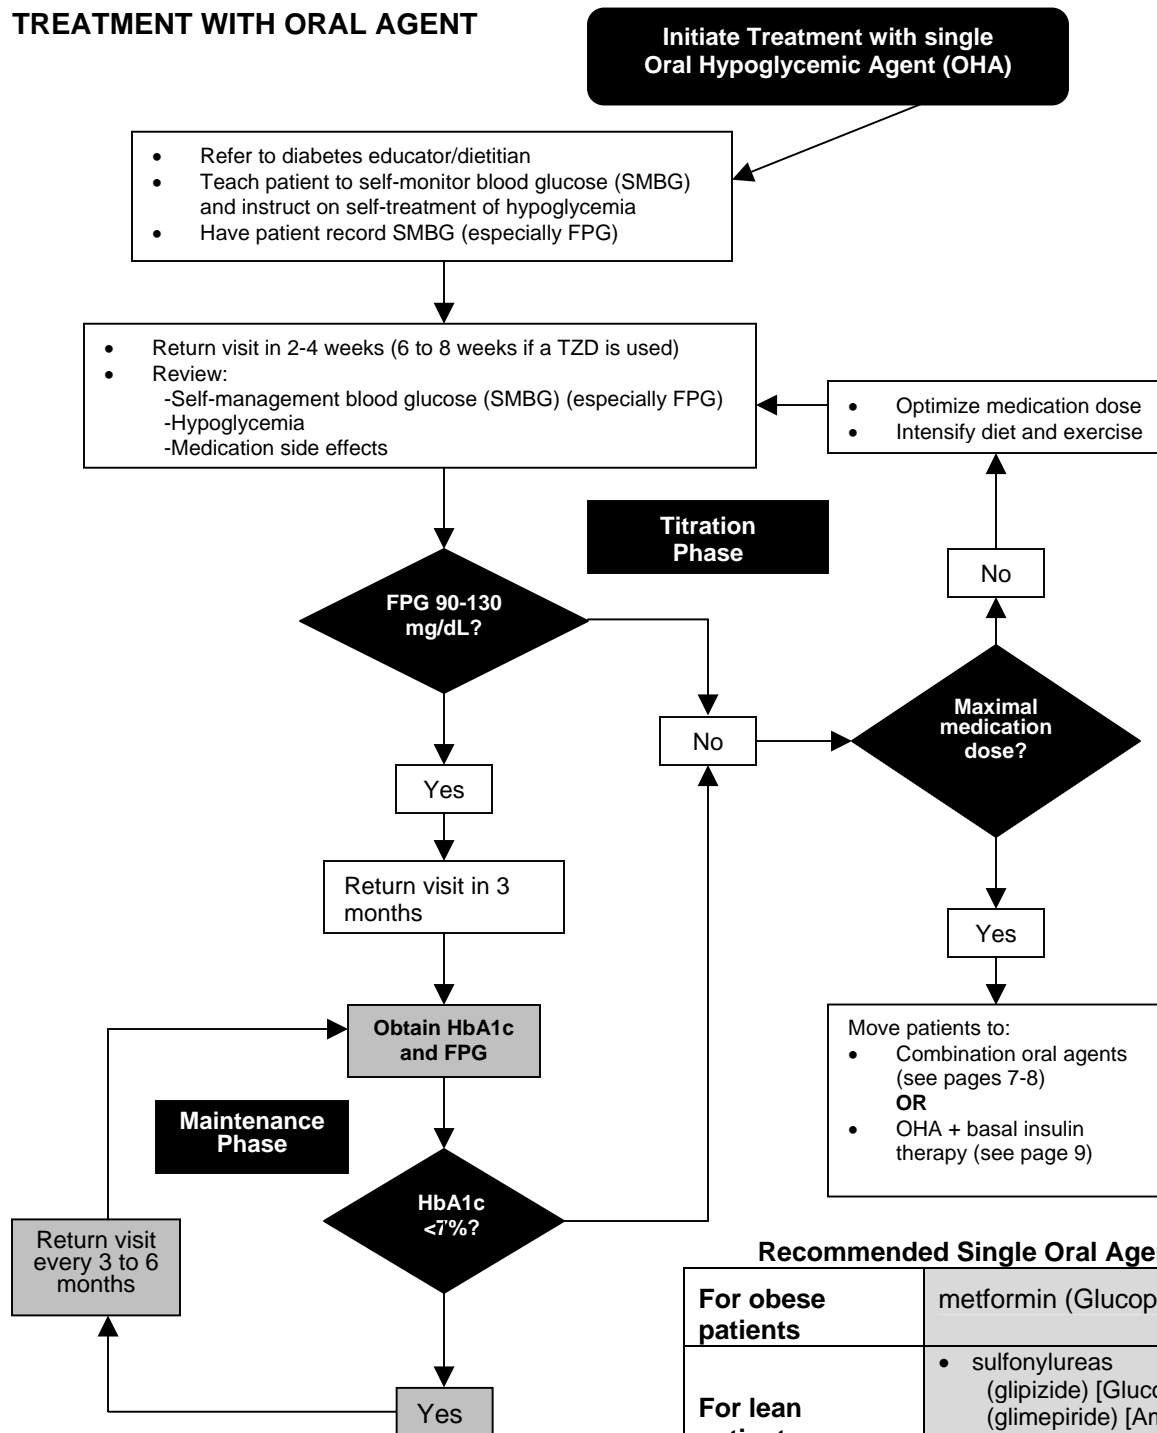 TREATMENT WITH ORAL AGENT
Initiate Treatment with single
Oral Hypoglycemic Agent (OHA)
• Refer to diabetes educator/dietitian
• Teach patient to self-monitor blood glucose (SMBG)
and instruct on self-treatment of hypoglycemia
• Have patient record SMBG (especially FPG)
• Return visit in 2-4 weeks (6 to 8 weeks if a TZD is used)
• Review:
-Self-management blood glucose (SMBG) (especially FPG)
-Hypoglycemia
-Medication side effects
• Optimize medication dose
• Intensify diet and exercise
Titration
Phase
No
FPG 90-130
mg/dL?
Maximal
medication
dose?
No
Yes
Return visit in 3
months
Yes
Obtain HbA1c
and FPG
Move patients to:
• Combination oral agents
(see pages 7-8)
OR
• OHA + basal insulin
therapy (see page 9)
Maintenance
Phase
HbA1c
<7%?
Return visit
every 3 to 6
months
Yes
Recommended Single Oral
For obese
patients
metformin
For lean
• sulfonylureas
(glipizide)
(glimepiride)